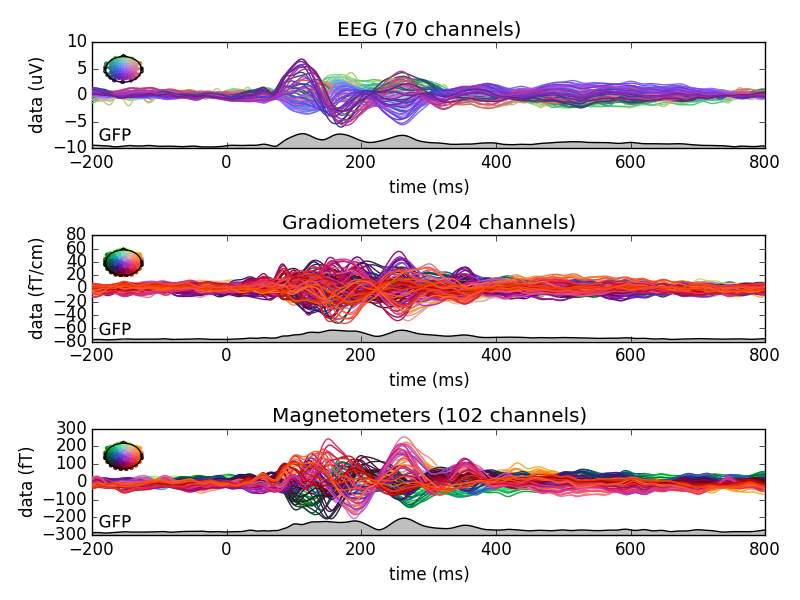 EEG (70 channels)
data (uV)
10
5
0
−5
−10
GFP
−200 0 200 400 600 800
time (ms)
Gradiometers (204 channels)
data (fT/cm)
80
60
40
20
0
−20
−40
−60
−80
GFP
−200 0 200 400 600 800
time (ms)
Magnetometers (102 channels)
data (fT)
300
200
100
0
−100
−200
−300
GFP
−200 0 200 400 600 800
time (ms)